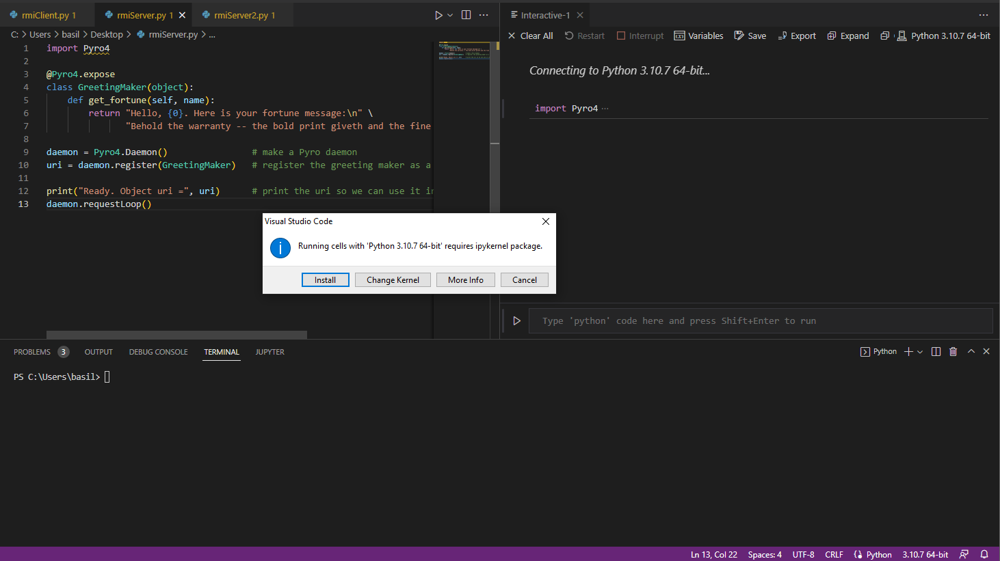 rmiClient.py 1
rmiServer.py 1
rmiServer2.py 1
Interactive-1
C: > Users > basil > Desktop > rmiServer.py > ...
Clear All Restart Interrupt Variables Save Export Expand Python 3.10.7 64-bit
1 import Pyro4
2
3 @Pyro4.expose
4 class GreetingMaker(object):
5 def get_fortune(self, name):
6 return "Hello, {0}. Here is your fortune message:\n" \
7 "Behold the warranty -- the bold print giveth and the fine
8
9 daemon = Pyro4.Daemon() # make a Pyro daemon
10 uri = daemon.register(GreetingMaker) # register the greeting maker as a
11
12 print("Ready. Object uri =", uri) # print the uri so we can use it in
13 daemon.requestLoop()
Connecting to Python 3.10.7 64-bit...
import Pyro4 ...
Visual Studio Code
Running cells with 'Python 3.10.7 64-bit' requires ipykernel package.
Install Change Kernel More Info Cancel
Type 'python' code here and press Shift+Enter to run
PROBLEMS 3 OUTPUT DEBUG CONSOLE TERMINAL JUPYTER
Python
PS C:\Users\basil>
Ln 13, Col 22 Spaces: 4 UTF-8 CRLF Python 3.10.7 64-bit